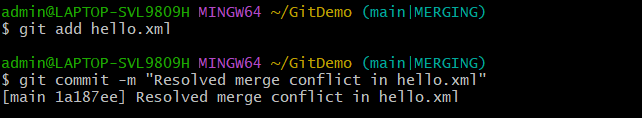 admin@LAPTOP-SVL9809H MINGW64 ~/GitDemo (main|MERGING)
$ git add hello.xml
admin@LAPTOP-SVL9809H MINGW64 ~/GitDemo (main|MERGING)
$ git commit -m "Resolved merge conflict in hello.xml"
[main 1a187ee] Resolved merge conflict in hello.xml